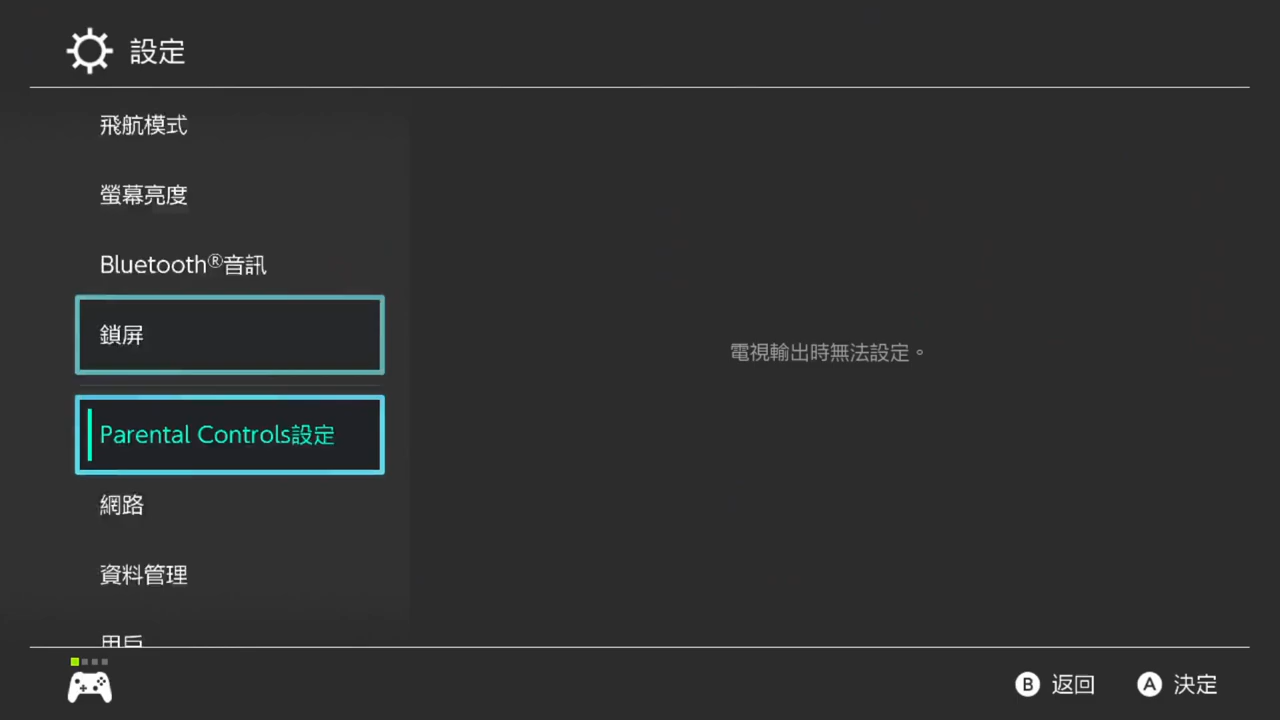 設定
飛航模式
螢幕亮度
Bluetooth®音訊
鎖屏
Parental Controls設定
網路
資料管理
用戶
電視輸出時無法設定。
B 返回
A 決定